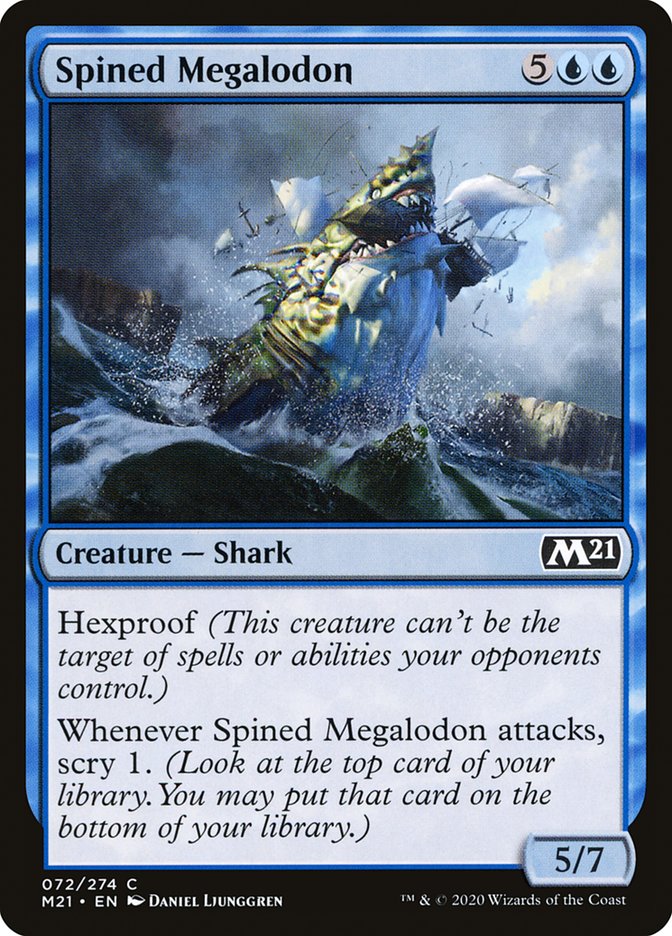 Spined Megalodon 5
Creature — Shark M21
Hexproof (This creature can't be the
target of spells or abilities your opponents
control.)
Whenever Spined Megalodon attacks,
scry 1. (Look at the top card of your
library. You may put that card on the
bottom of your library.)
5/7
072/274 C
M21 • EN Daniel Ljunggren ™ & © 2020 Wizards of the Coast